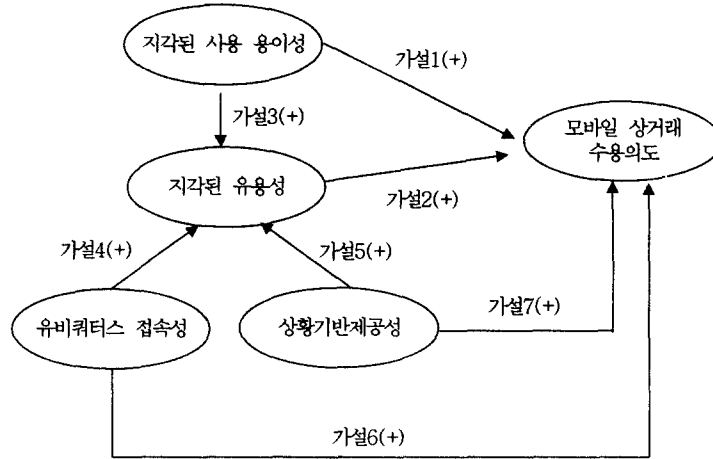 지각된 사용 용이성
가설1(+)
가설3(+)
모바일 상거래
수용의도
지각된 유용성
가설2(+)
가설4(+)
가설5(+)
유비쿼터스 접속성
상황기반제공성
가설7(+)
가설6(+)